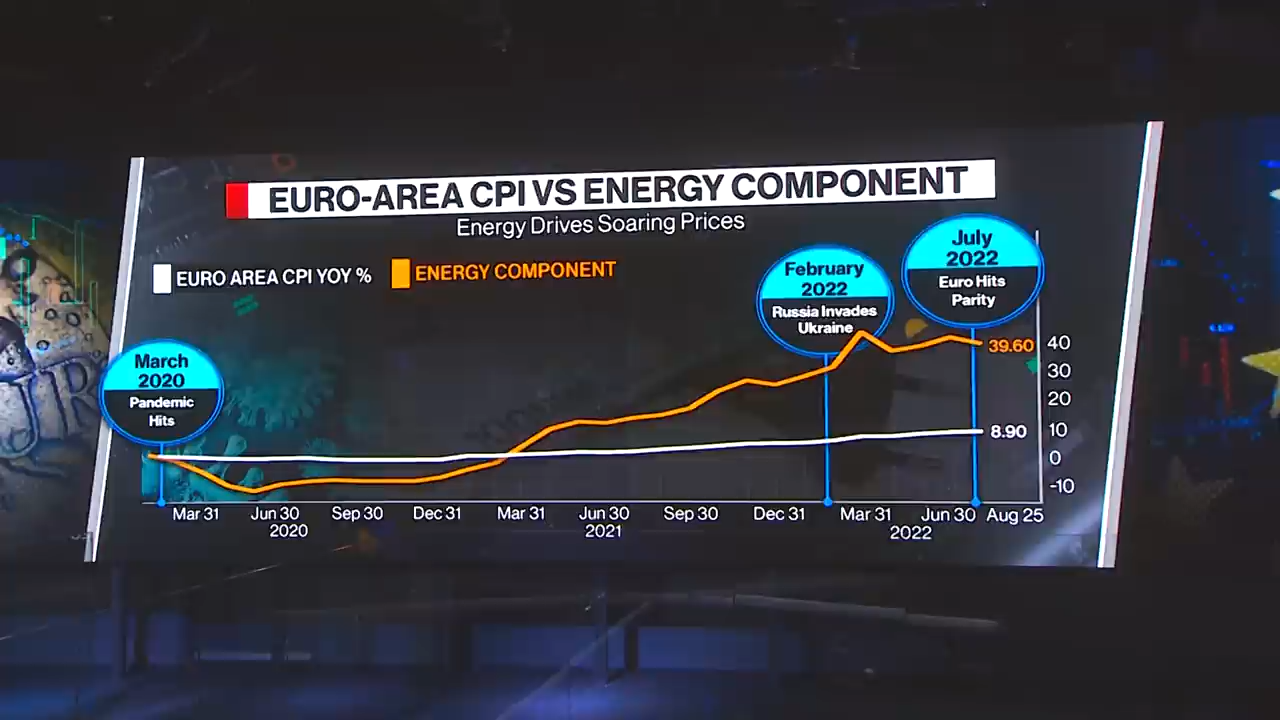 EURO-AREA CPI VS ENERGY COMPONENT
Energy Drives Soaring Prices
EURO AREA CPI YOY %
ENERGY COMPONENT
March
2020
Pandemic
Hits
February
2022
Russia Invades
Ukraine
July
2022
Euro Hits
Parity
39.60
8.90
40
30
20
10
0
-10
Mar 31
Jun 30
Sep 30
Dec 31
Mar 31
Jun 30
Sep 30
Dec 31
Mar 31
Jun 30
Aug 25
2020
2021
2022